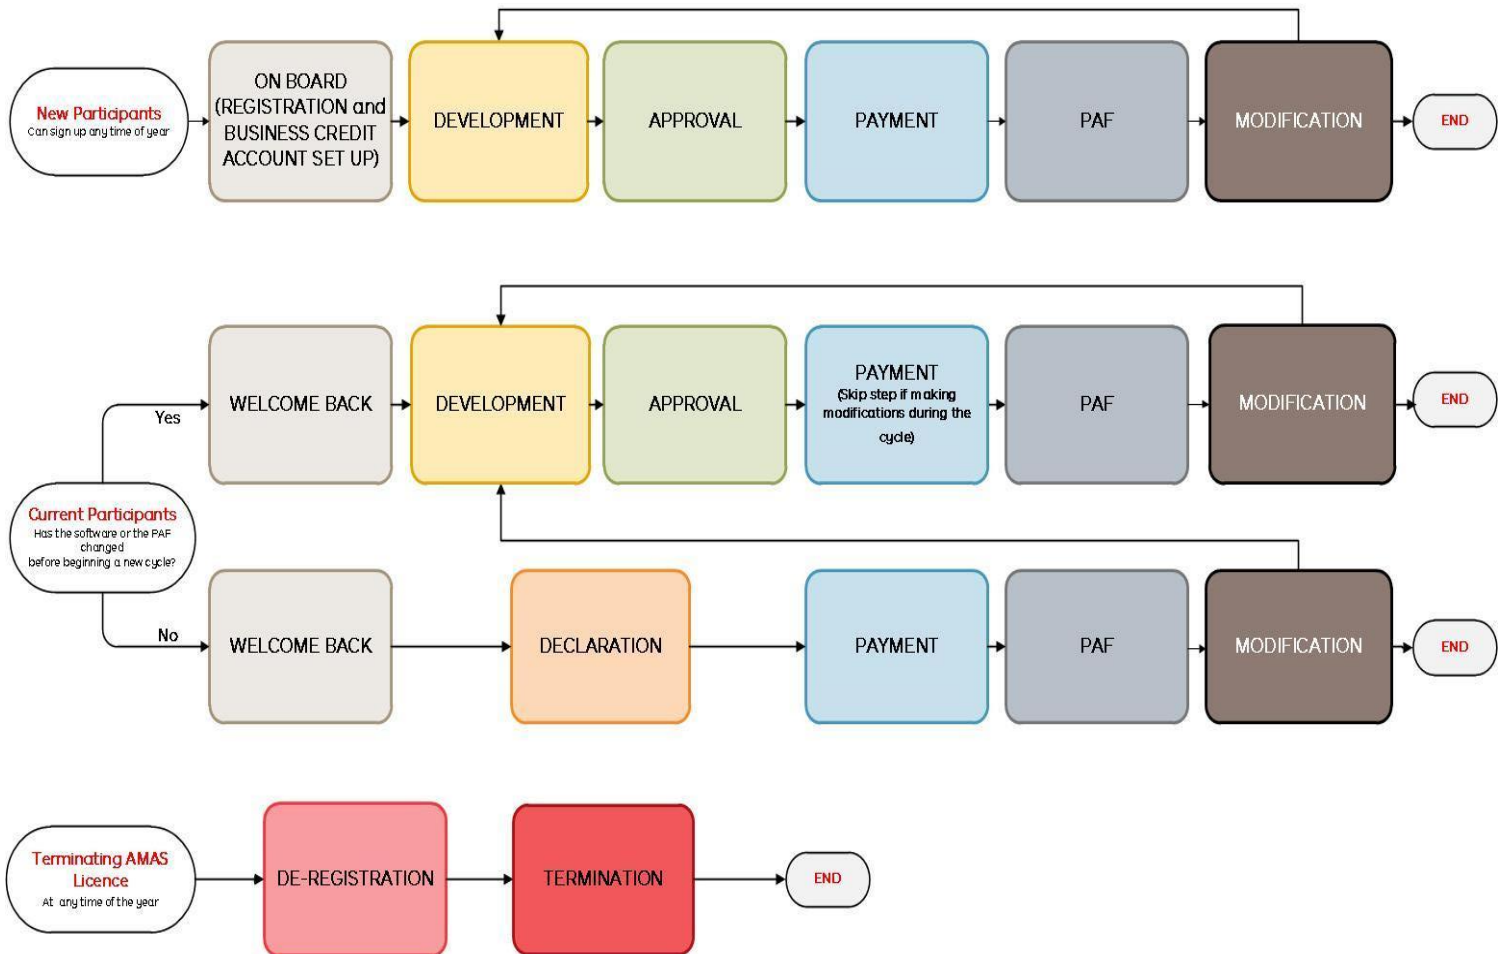 New Participants
Can sign up any time of year
ON BOARD
(REGISTRATION and
BUSINESS CREDIT
ACCOUNT SET UP)
DEVELOPMENT
APPROVAL
PAYMENT
PAF
MODIFICATION
END
Current Participants
Has the software or the PAF
changed
before beginning a new cycle?
Yes
WELCOME BACK
DEVELOPMENT
APPROVAL
PAYMENT
(Skip step if making
modifications during the
cycle)
PAF
MODIFICATION
END
No
WELCOME BACK
DECLARATION
PAYMENT
PAF
MODIFICATION
END
Terminating AMAS
Licence
At any time of the year
DE-REGISTRATION
TERMINATION
END